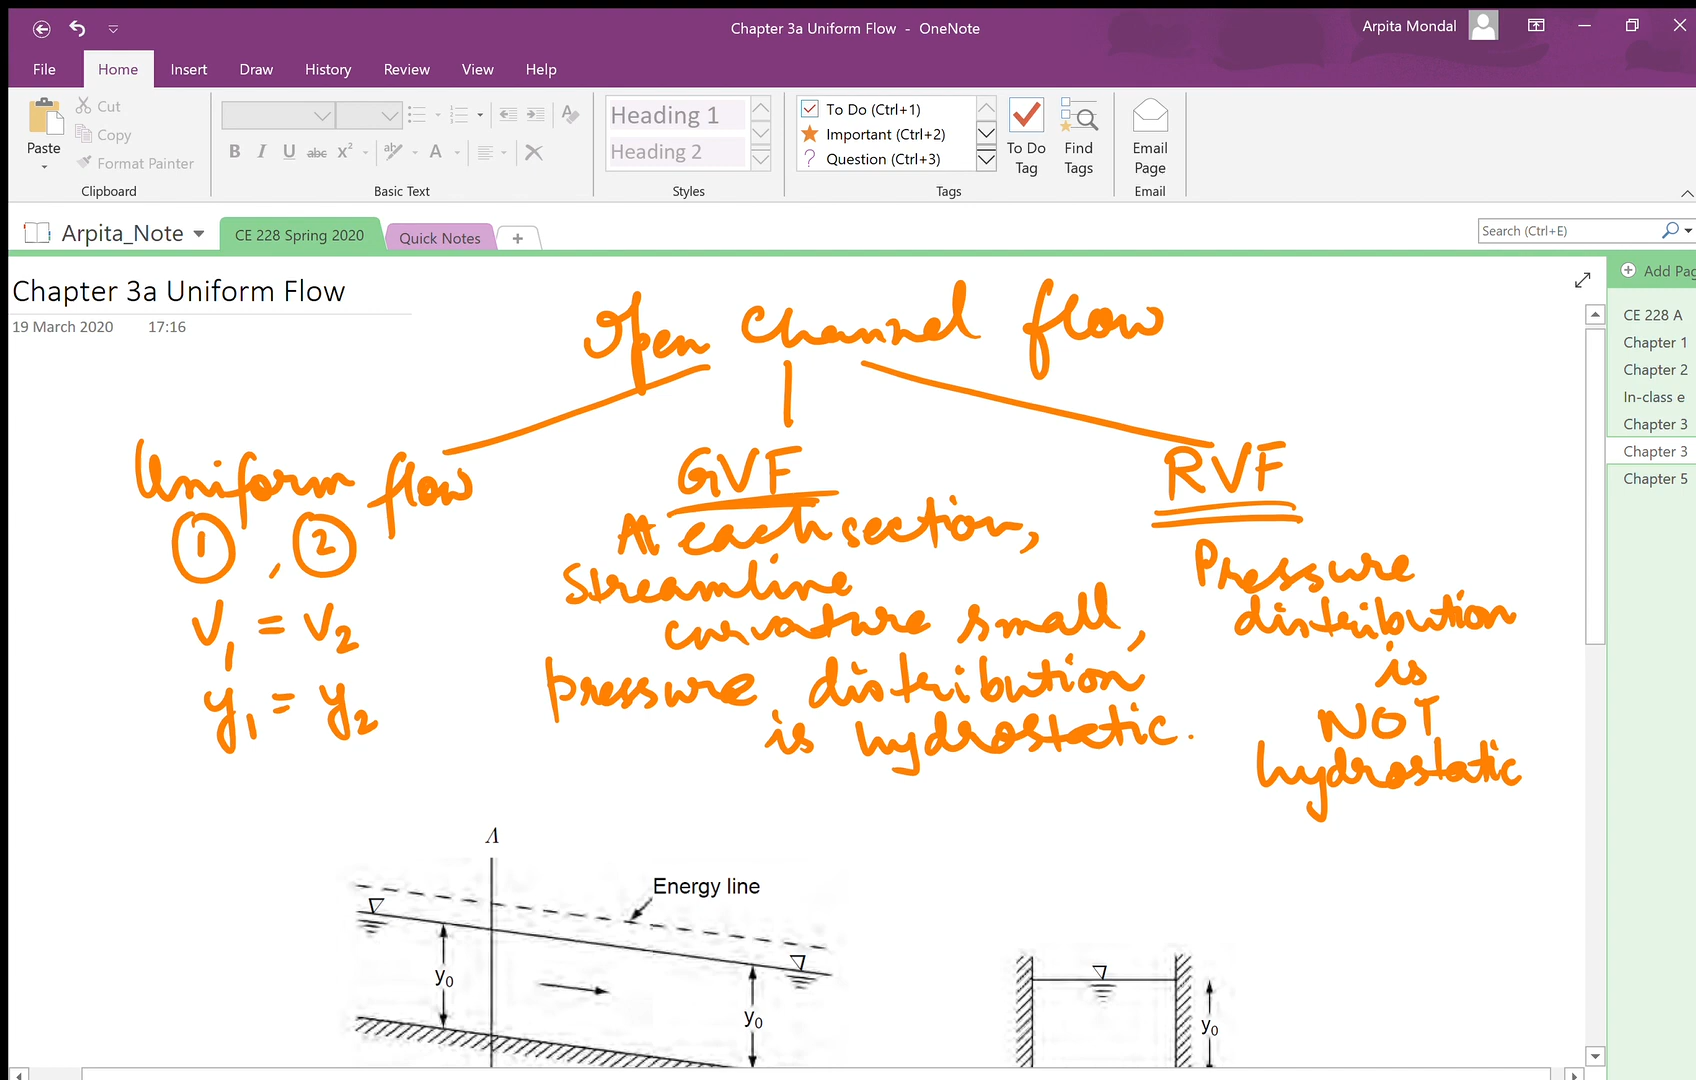 Chapter 3a Uniform Flow - OneNote
Arpita Mondal
File Home Insert Draw History Review View Help
Paste
Cut
Copy
Format Painter
Clipboard
B I U abc X² A
Basic Text
Heading 1
Heading 2
Styles
To Do (Ctrl+1)
Important (Ctrl+2)
? Question (Ctrl+3)
Tags
To Do
Tag
Find
Tags
Email
Page
Email
Arpita_Note
CE 228 Spring 2020
Quick Notes
+
Search (Ctrl+E)
Chapter 3a Uniform Flow
19 March 2020 17:16
Add Pag
CE 228 A
Chapter 1
Chapter 2
In-class e
Chapter 3
Chapter 3
Chapter 5
Open Channel flow
Uniform flow
① , ②
V₁ = V₂
y₁ = y₂
GVF
At each section,
streamline
curvature small,
pressure distribution
is hydrostatic.
RVF
Pressure
distribution
is
NOT
hydrostatic
Energy line
y₀
y₀
y₀